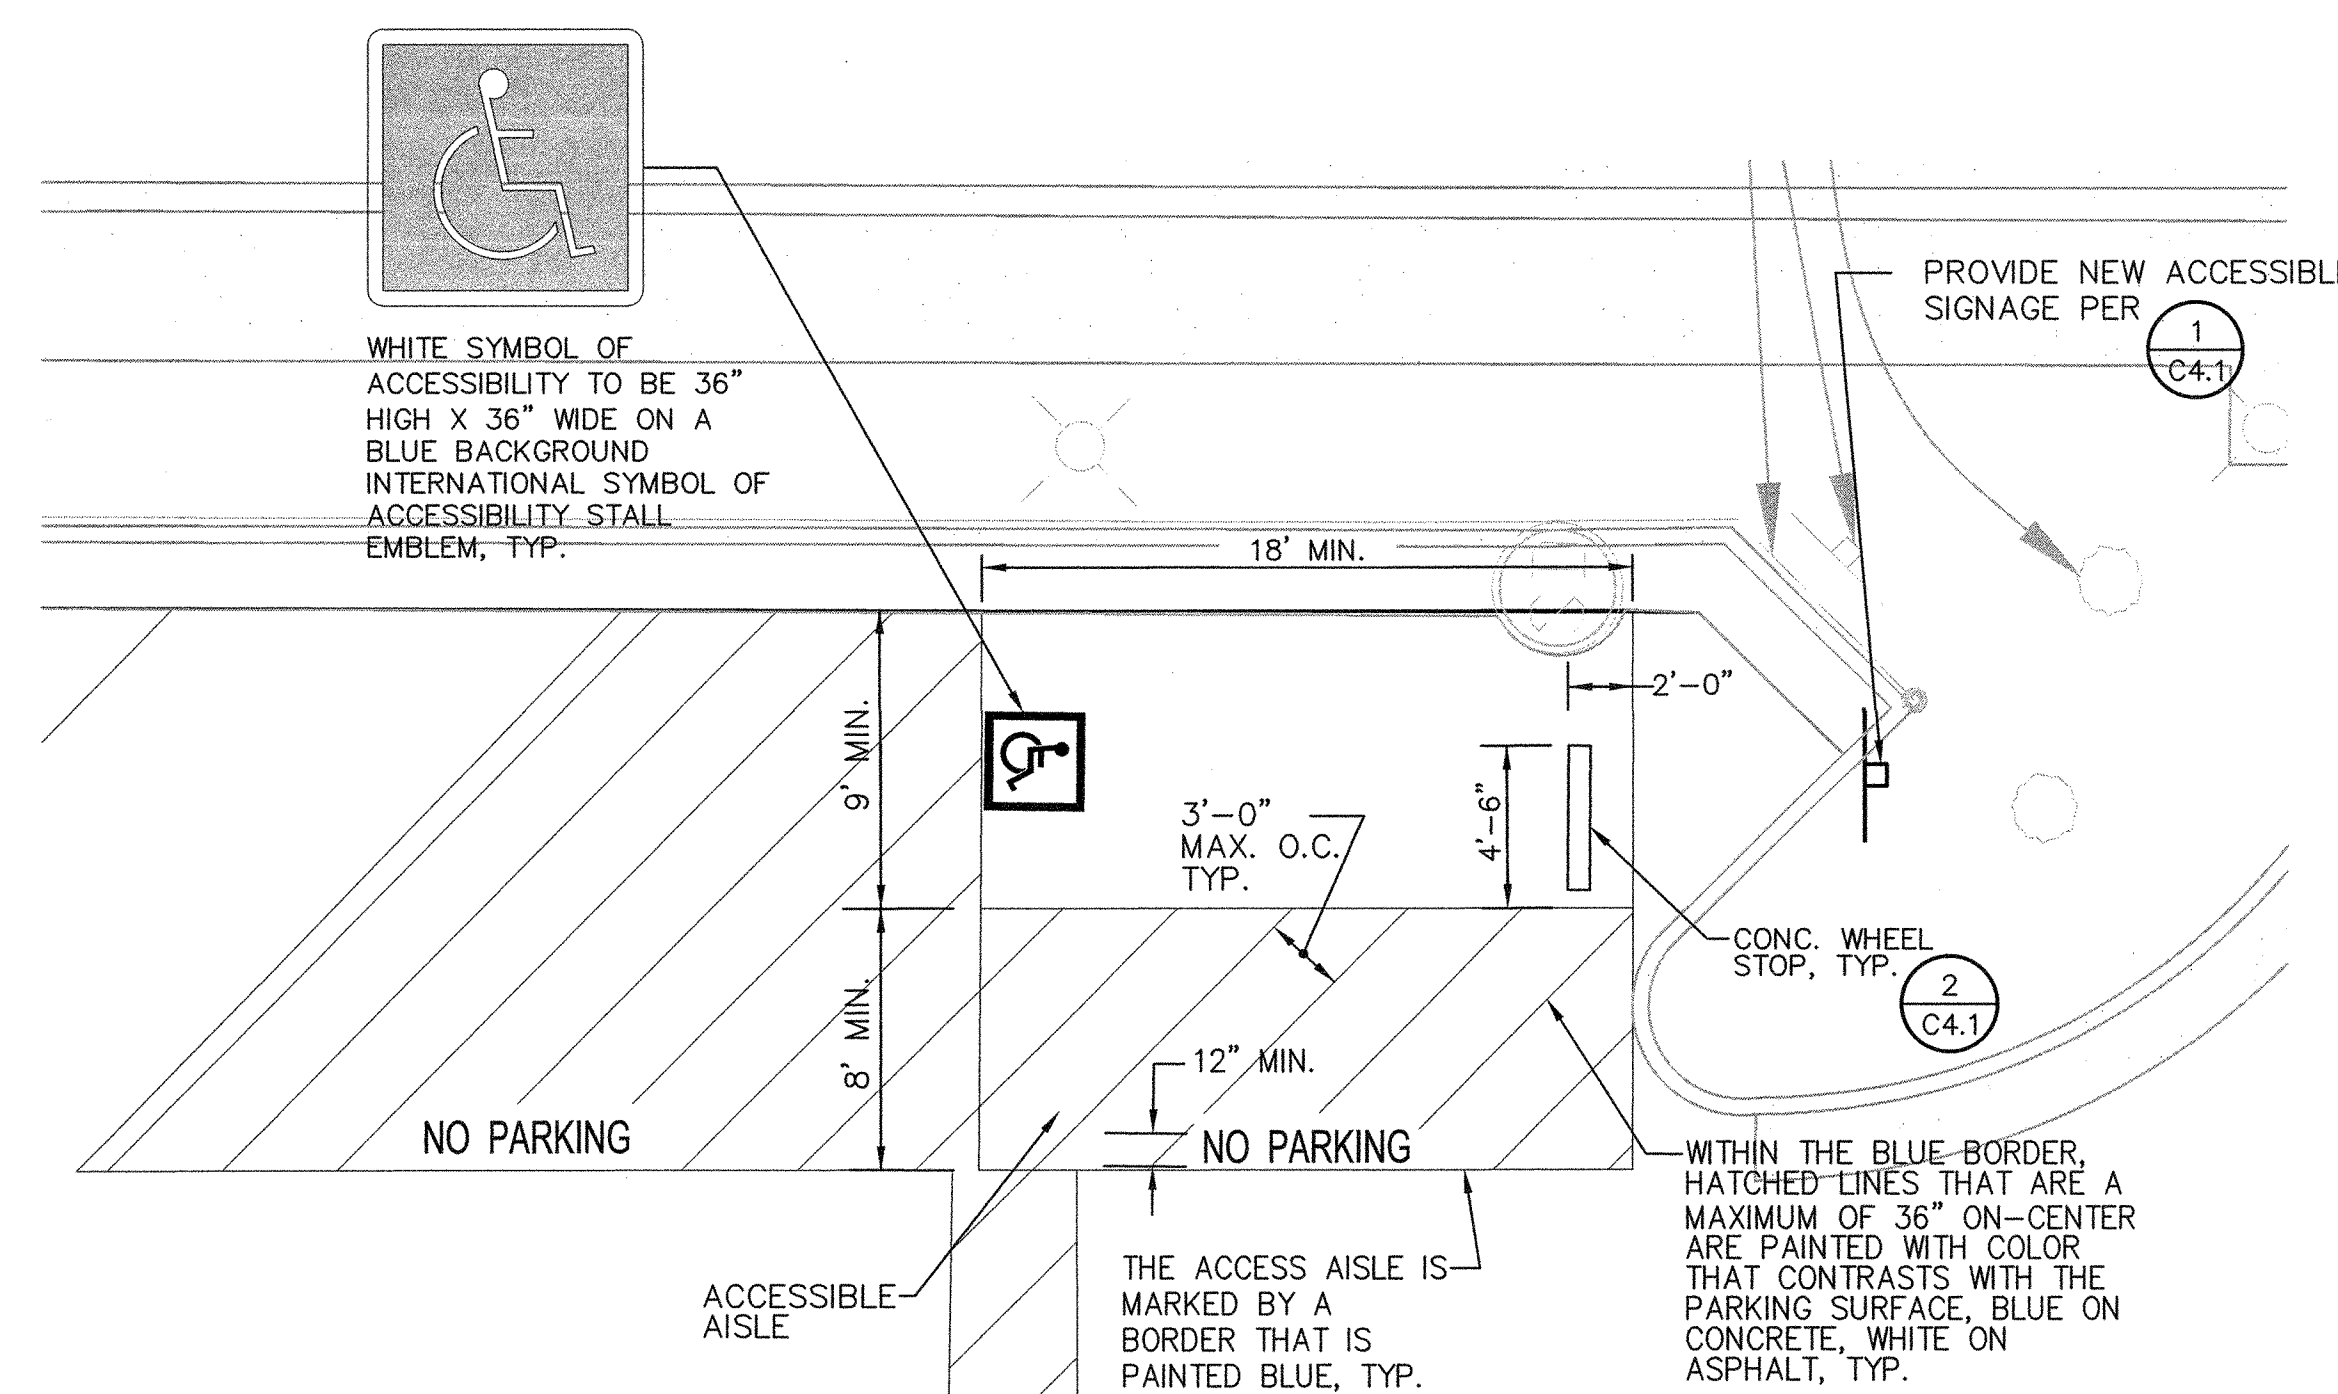 PROVIDE NEW ACCESSIBLE
SIGNAGE PER
1
C4.1
WHITE SYMBOL OF
ACCESSIBILITY TO BE 36"
HIGH X 36" WIDE ON A
BLUE BACKGROUND
INTERNATIONAL SYMBOL OF
ACCESSIBILITY STALL
EMBLEM, TYP.
18' MIN.
2'-0"
9' MIN.
4'-6"
3'-0"
MAX. O.C.
TYP.
CONC. WHEEL
STOP, TYP.
2
C4.1
8' MIN.
12" MIN.
NO PARKING
NO PARKING
ACCESSIBLE
AISLE
THE ACCESS AISLE IS
MARKED BY A
BORDER THAT IS
PAINTED BLUE, TYP.
WITHIN THE BLUE BORDER,
HATCHED LINES THAT ARE A
MAXIMUM OF 36" ON-CENTER
ARE PAINTED WITH COLOR
THAT CONTRASTS WITH THE
PARKING SURFACE, BLUE ON
CONCRETE, WHITE ON
ASPHALT, TYP.